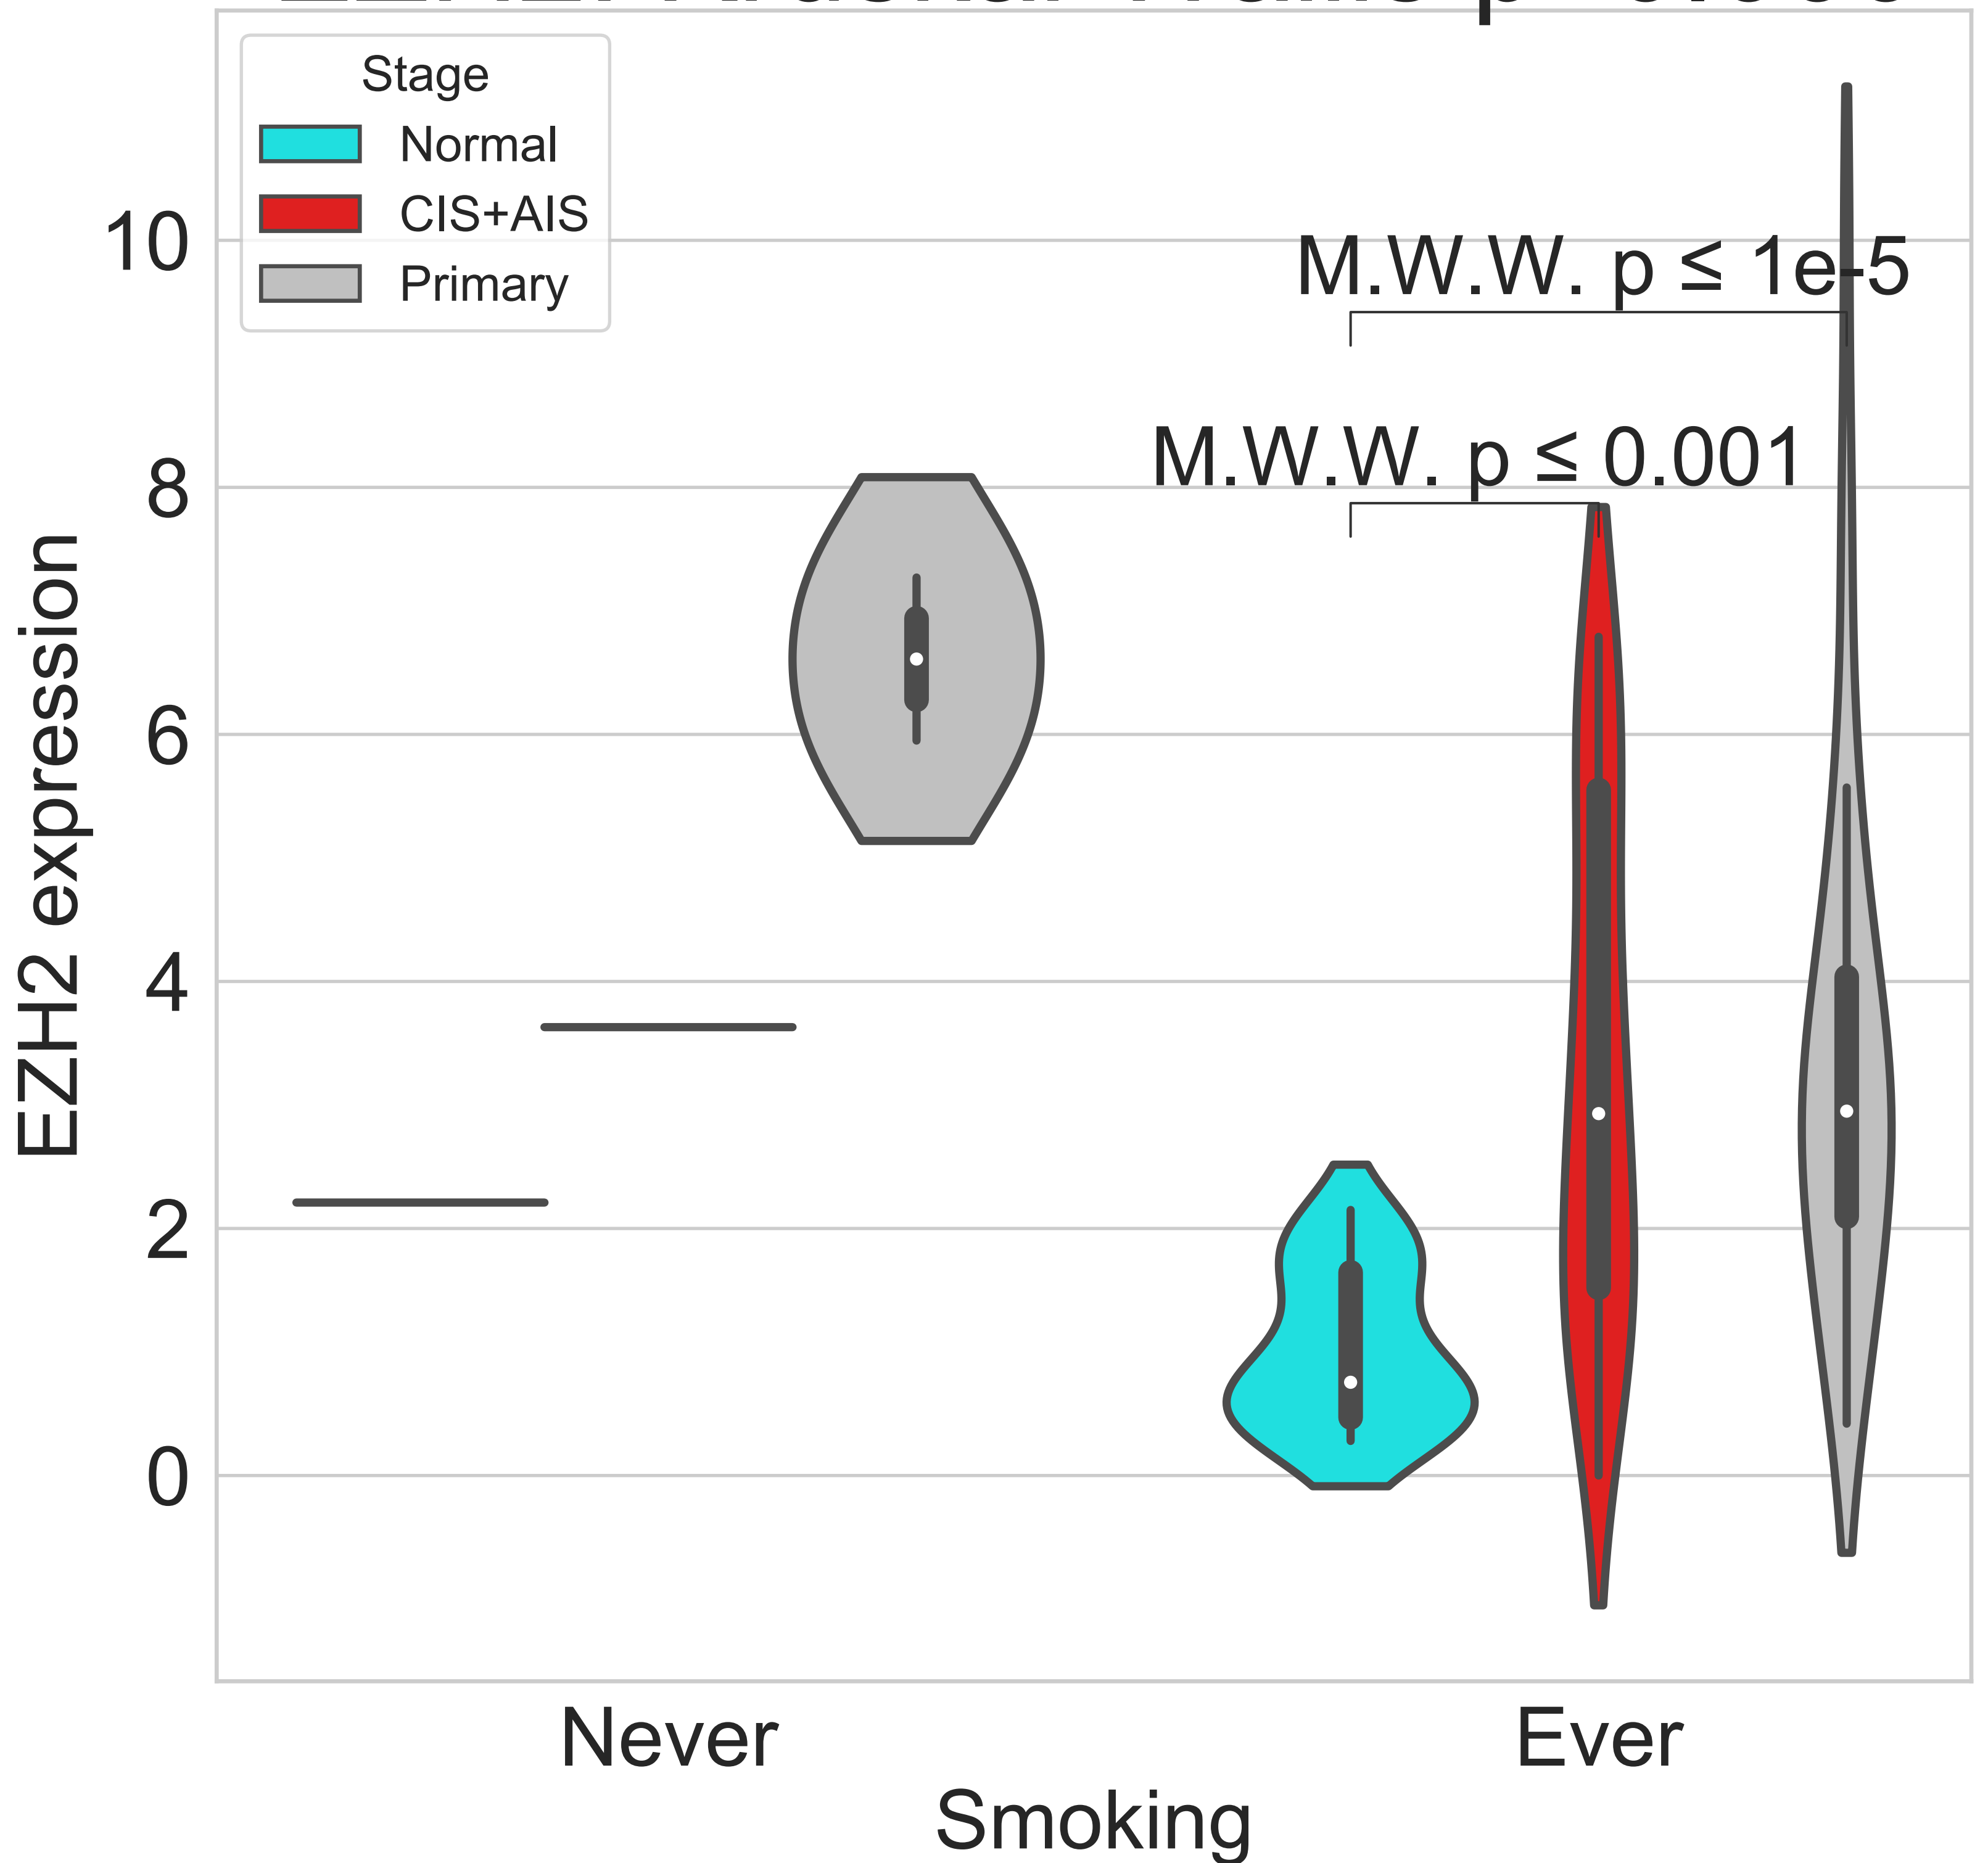 Stage
Normal
CIS+AIS
Primary
10
8
6
4
2
0
EZH2 expression
M.W.W. p ≤ 1e-5
M.W.W. p ≤ 0.001
Never
Ever
Smoking